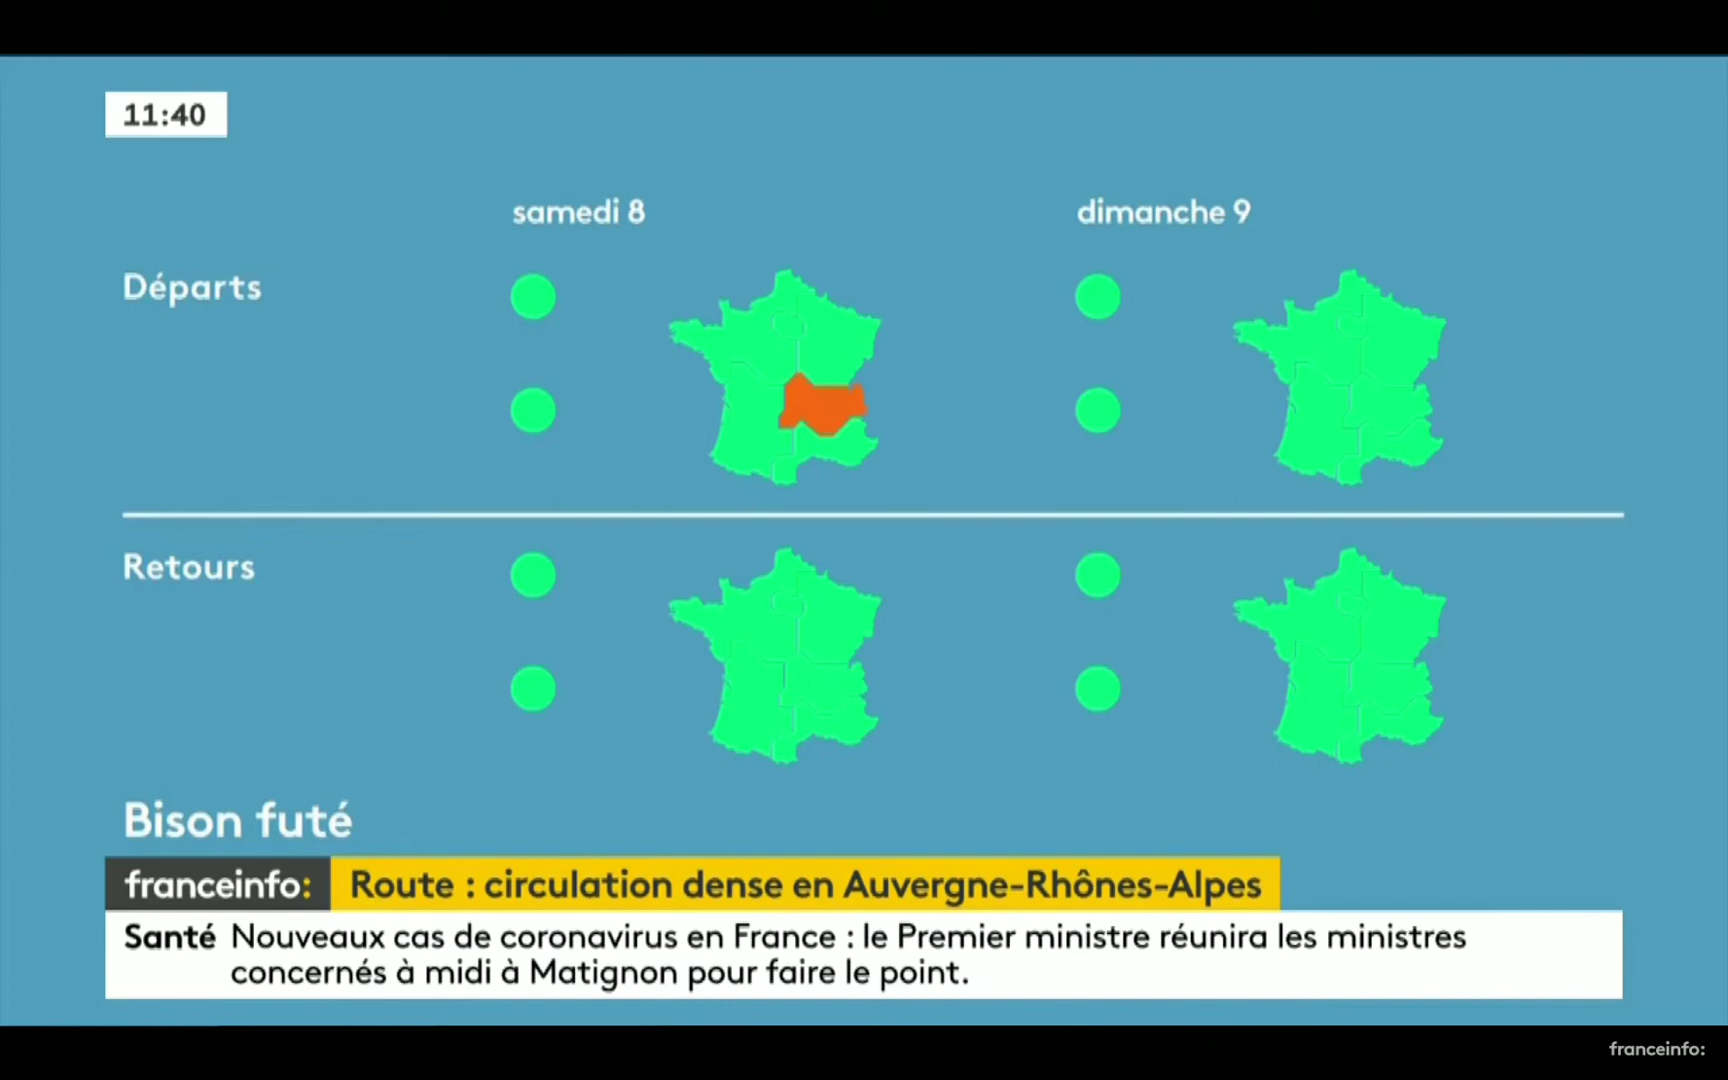 11:40
samedi 8
dimanche 9
Départs
Retours
Bison futé
franceinfo:
Route : circulation dense en Auvergne-Rhônes-Alpes
Santé Nouveaux cas de coronavirus en France : le Premier ministre réunira les ministres
concernés à midi à Matignon pour faire le point.
franceinfo: